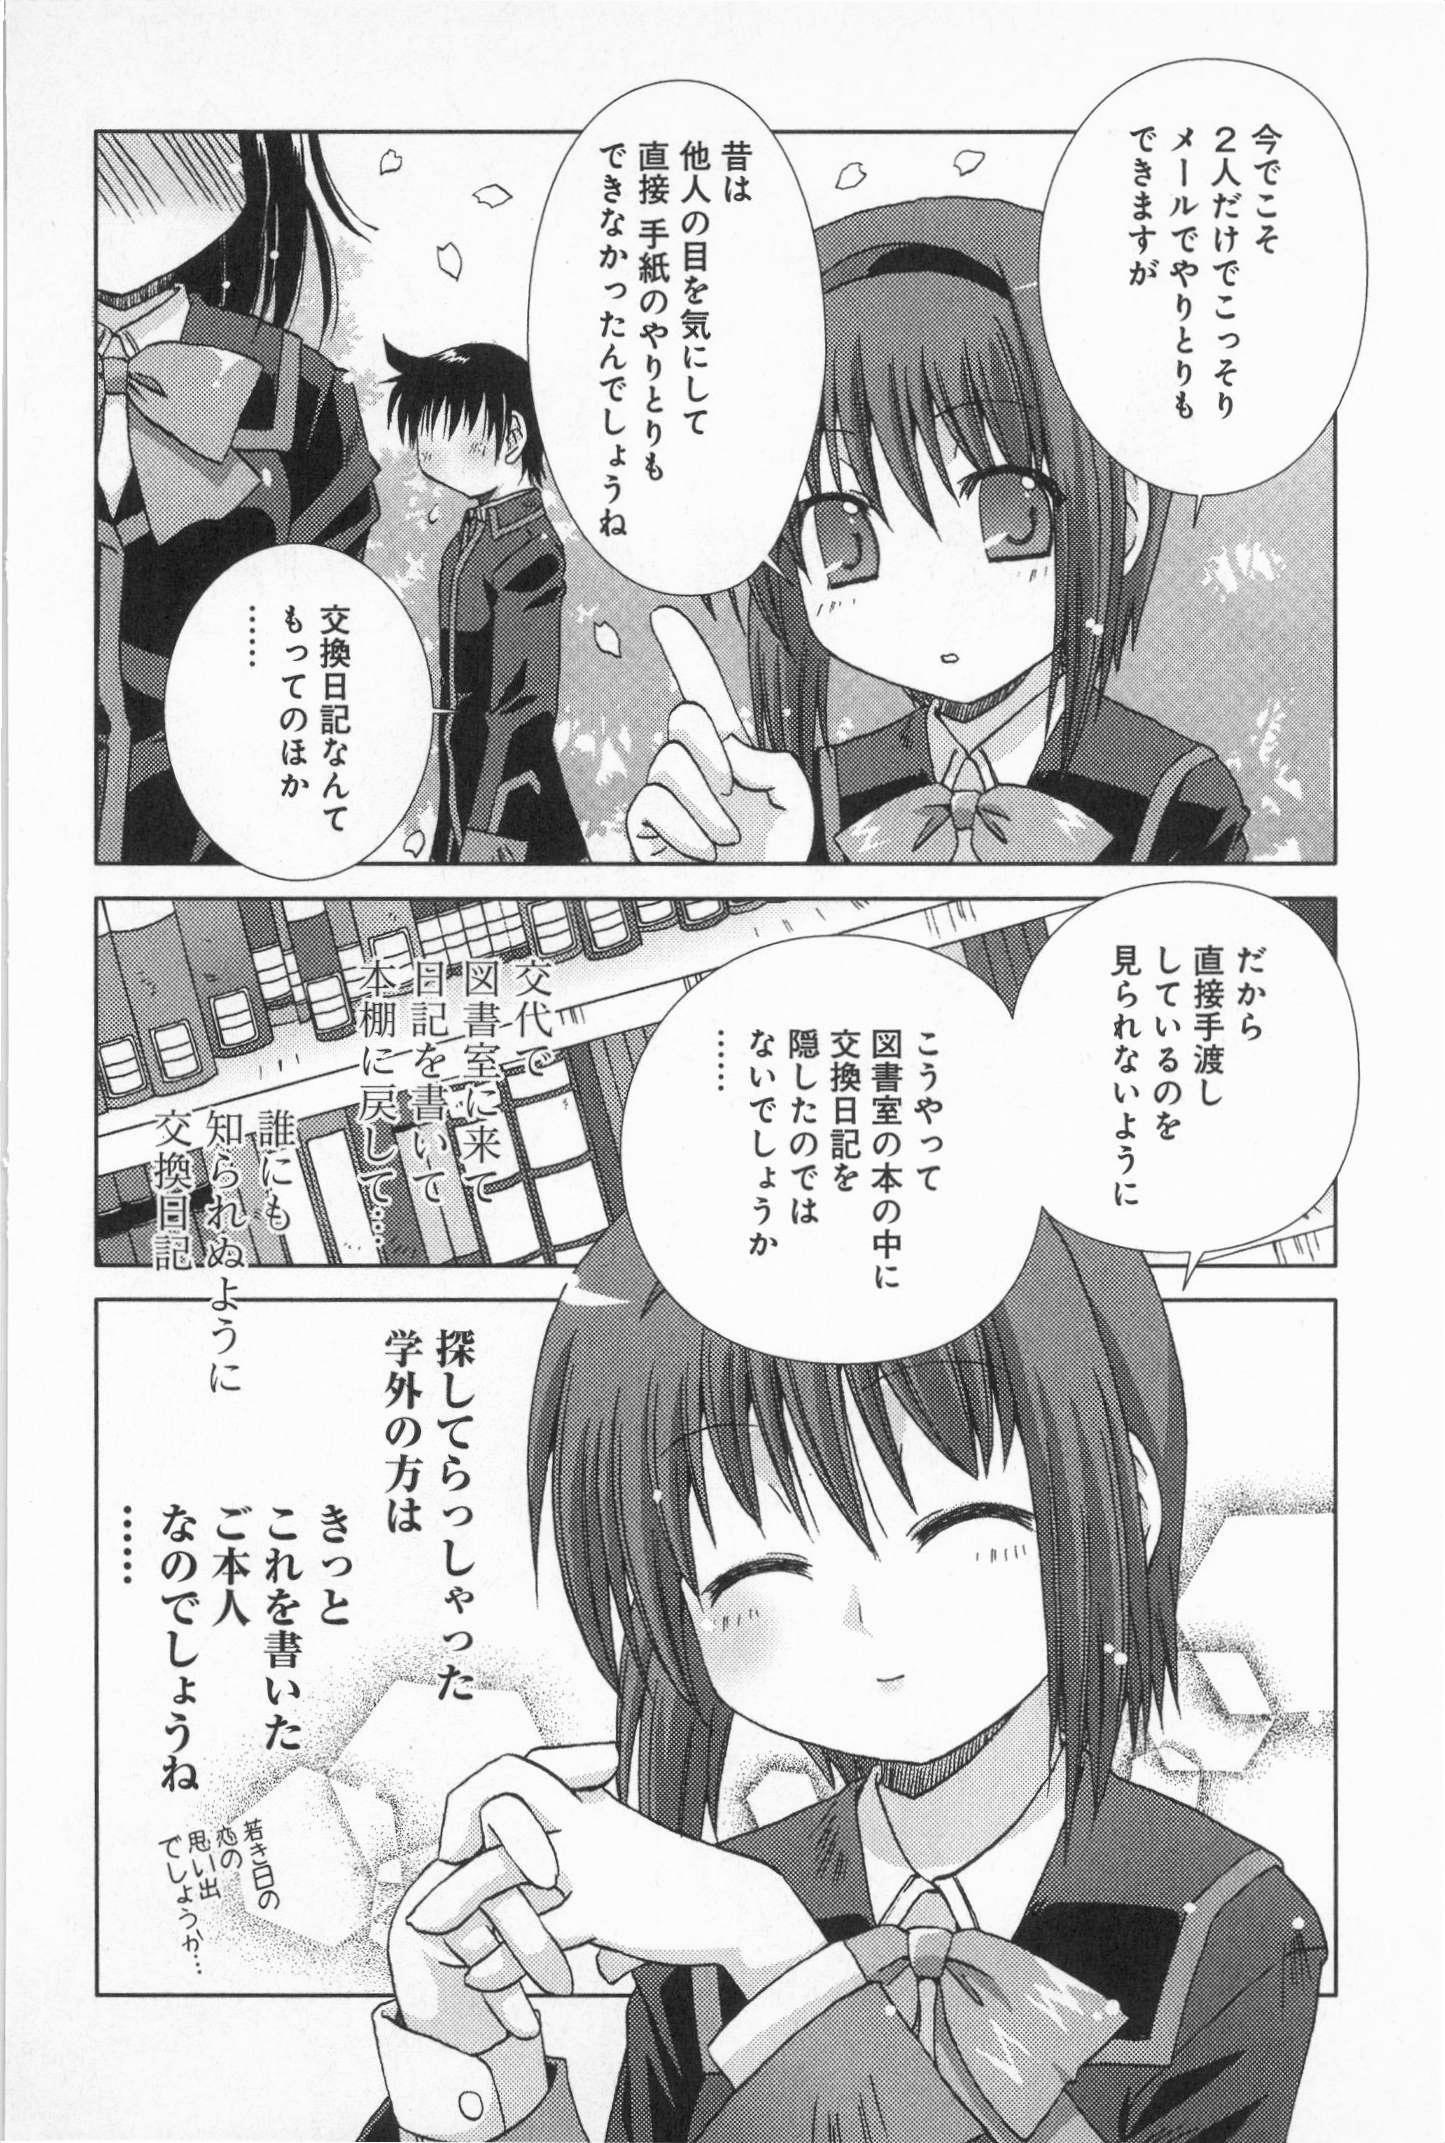 今でこそ
2人だけでこっそり
メールでやりとりも
できますが
昔は
他人の目を気にして
直接 手紙のやりとりも
できなかったんでしょうね
交換日記なんて
もってのほか
……
だから
直接手渡し
しているのを
見られないように
こうやって
図書室の本の中に
交換日記を
隠したのでは
ないでしょうか
……
交代で
図書室に来て
日記を書いて
本棚に戻して…
誰にも
知られぬように
交換日記
探してらっしゃった
学外の方は
きっと
これを書いた
ご本人
なのでしょうね
……
若き日の
恋の
思い出
でしょうか…